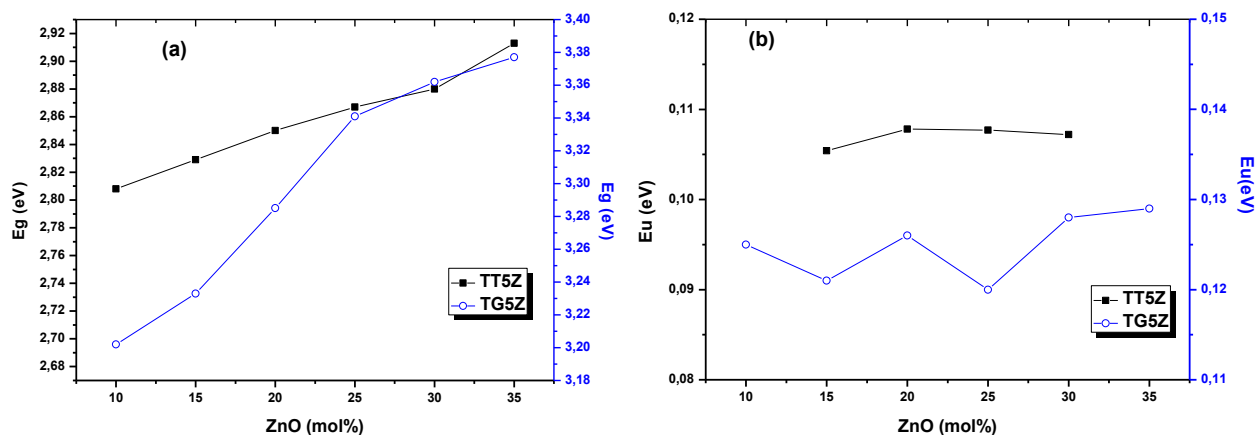 (a)
2,92
2,90
2,88
2,86
2,84
2,82
2,80
2,78
2,76
2,74
2,72
2,70
2,68
Eg (eV)
3,40
3,38
3,36
3,34
3,32
3,30
3,28
3,26
3,24
3,22
3,20
3,18
Eg (eV)
TT5Z
TG5Z
10 15 20 25 30 35
ZnO (mol%)
(b)
0,12
0,11
0,10
0,09
0,08
Eu (eV)
0,15
0,14
0,13
0,12
0,11
Eu(eV)
TT5Z
TG5Z
10 15 20 25 30 35
ZnO (mol%)